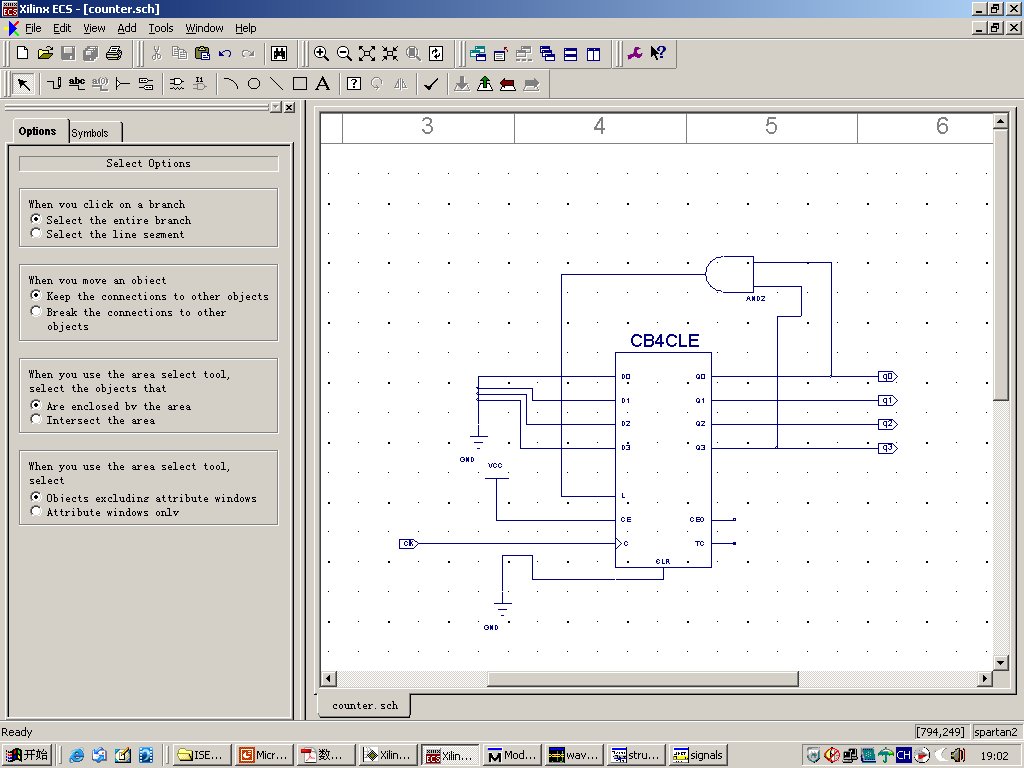 Xilinx ECS - [counter.sch]
File Edit View Add Tools Window Help
Options
Symbols
Select Options
When you click on a branch
Select the entire branch
Select the line segment
When you move an object
Keep the connections to other objects
Break the connections to other
objects
When you use the area select tool,
select the objects that
Are enclosed by the area
Intersect the area
When you use the area select tool,
select
Objects excluding attribute windows
Attribute windows only
3 4 5 6
AND2
CB4CLE
D0 Q0 q0
D1 Q1 q1
D2 Q2 q2
D3 Q3 q3
GND
VCC
L
CE CEO
clk C TC
CLR
GND
counter.sch
Ready
[794,249] spartan2
开始
ISE...
Micr...
数...
Xilin...
Xilin...
Mod...
wav...
stru...
signals
CH
19:02